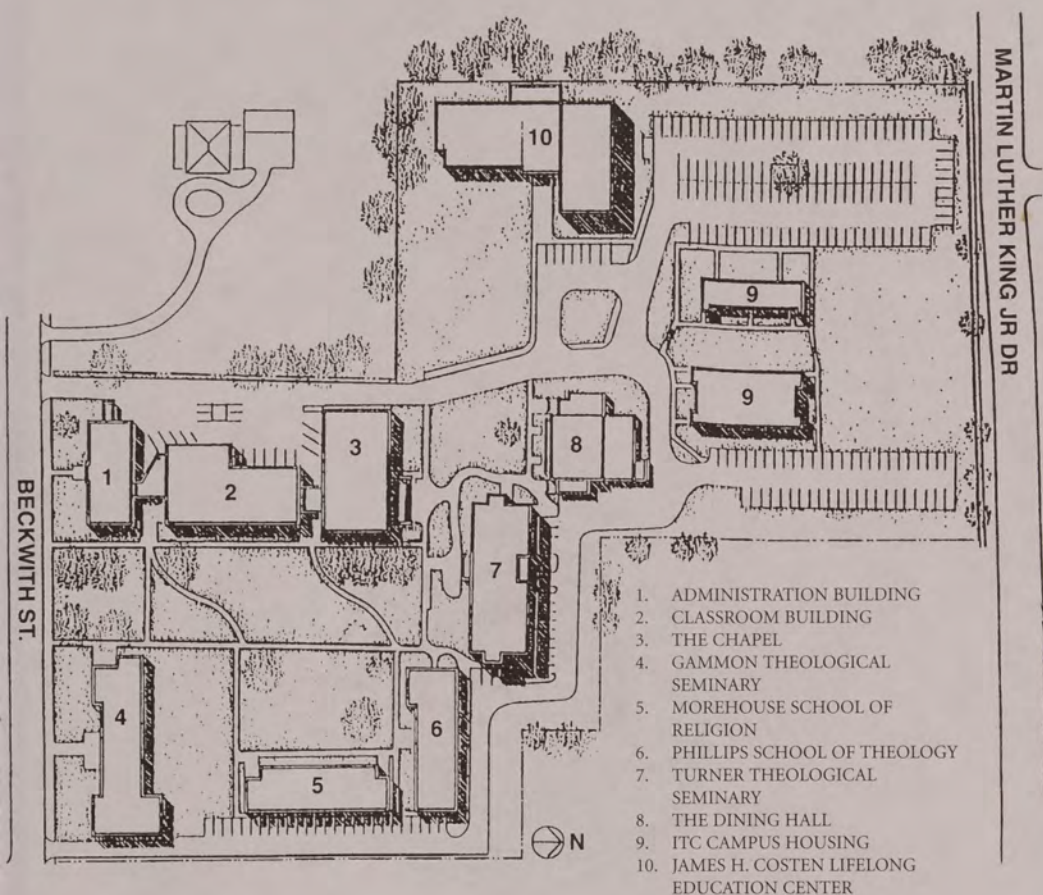 10
MARTIN LUTHER KING JR DR
9
9
3
8
1
2
BECKWITH ST.
7
4
6
5
N
1. ADMINISTRATION BUILDING
2. CLASSROOM BUILDING
3. THE CHAPEL
4. GAMMON THEOLOGICAL
SEMINARY
5. MOREHOUSE SCHOOL OF
RELIGION
6. PHILLIPS SCHOOL OF THEOLOGY
7. TURNER THEOLOGICAL
SEMINARY
8. THE DINING HALL
9. ITC CAMPUS HOUSING
10. JAMES H. COSTEN LIFELONG
EDUCATION CENTER